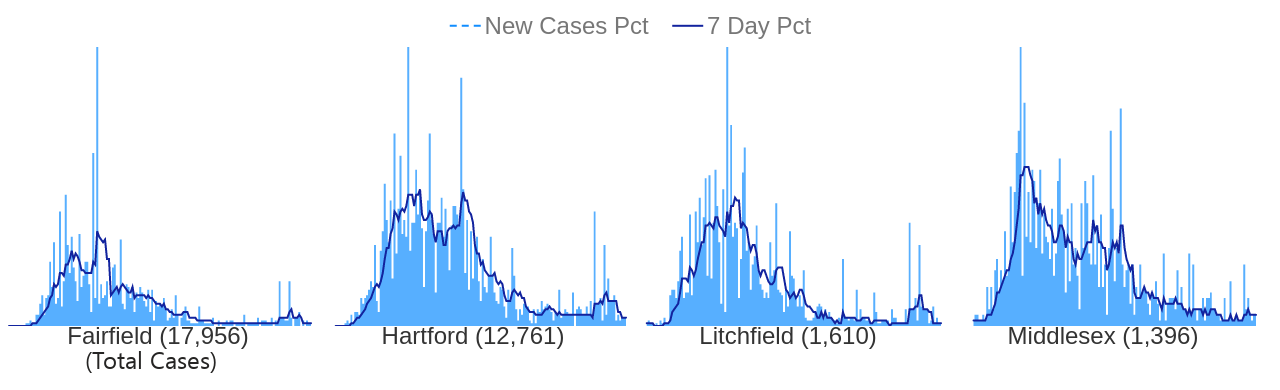 New Cases Pct 7 Day Pct
Fairfield (17,956) Hartford (12,761) Litchfield (1,610) Middlesex (1,396)
(Total Cases)